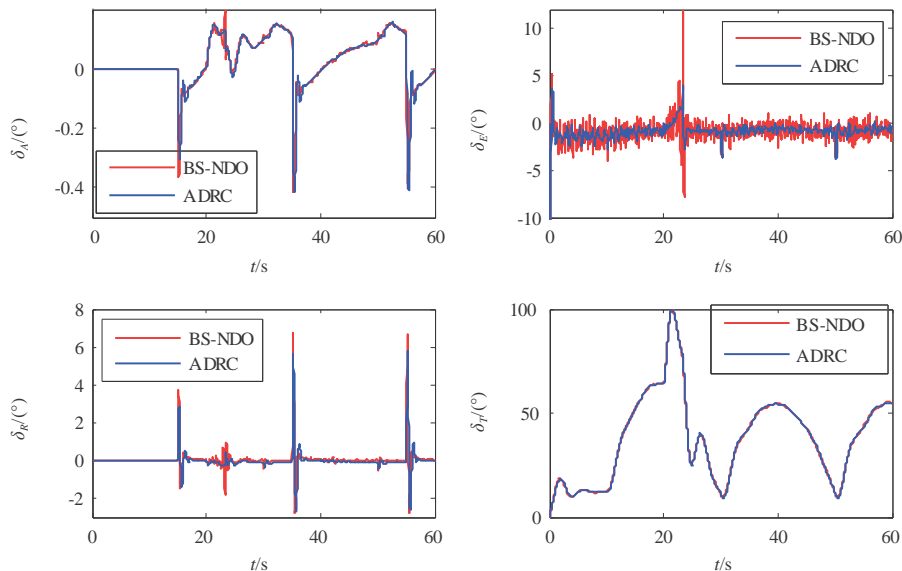 0
-0.2
-0.4
δA/(°)
BS-NDO
ADRC
0 20 40 60
t/s
10
5
0
-5
-10
δE/(°)
BS-NDO
ADRC
0 20 40 60
t/s
8
6
4
2
0
-2
δR/(°)
BS-NDO
ADRC
0 20 40 60
t/s
100
50
0
δT/(°)
BS-NDO
ADRC
0 20 40 60
t/s